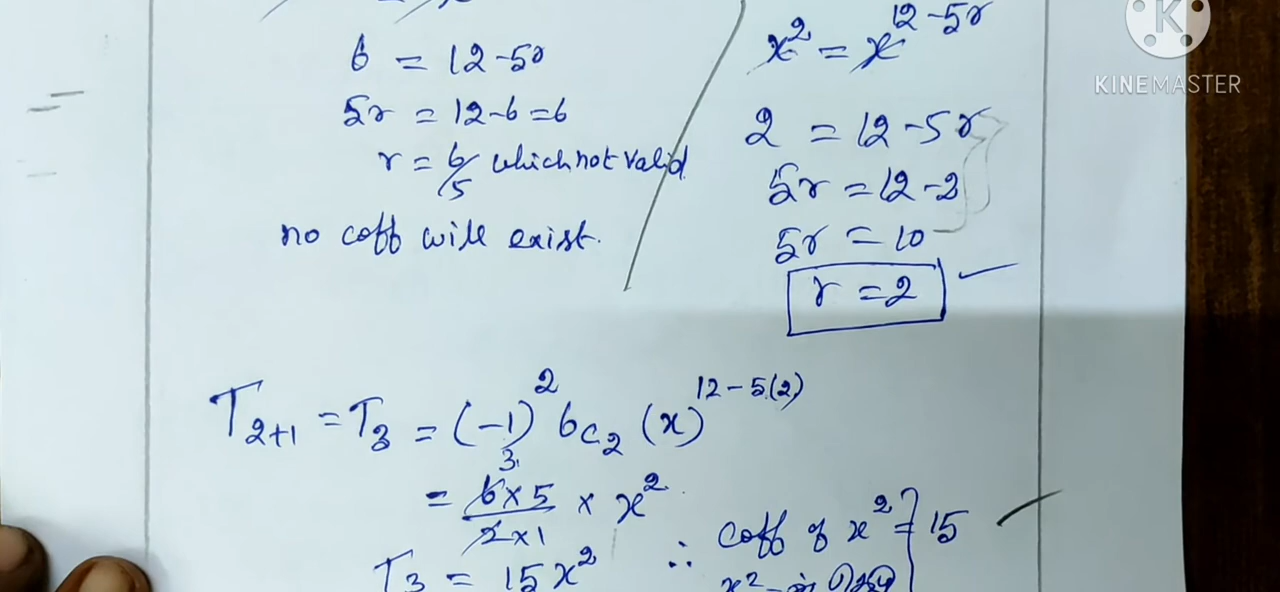 6 = 12-5r
5r = 12-6=6
r = 6/5 which not valid
no coff will exist.
x² = x^12-5r
2 = 12-5r
5r = 12-2
5r = 10
r = 2
T₂₊₁ = T₃ = (-1)² 6c₂ (x)^12-5(2)
= 6×5/2×1 × x²
3
T₃ = 15x²
∴ coff of x² = 15
x²-ன்
K
KINEMASTER